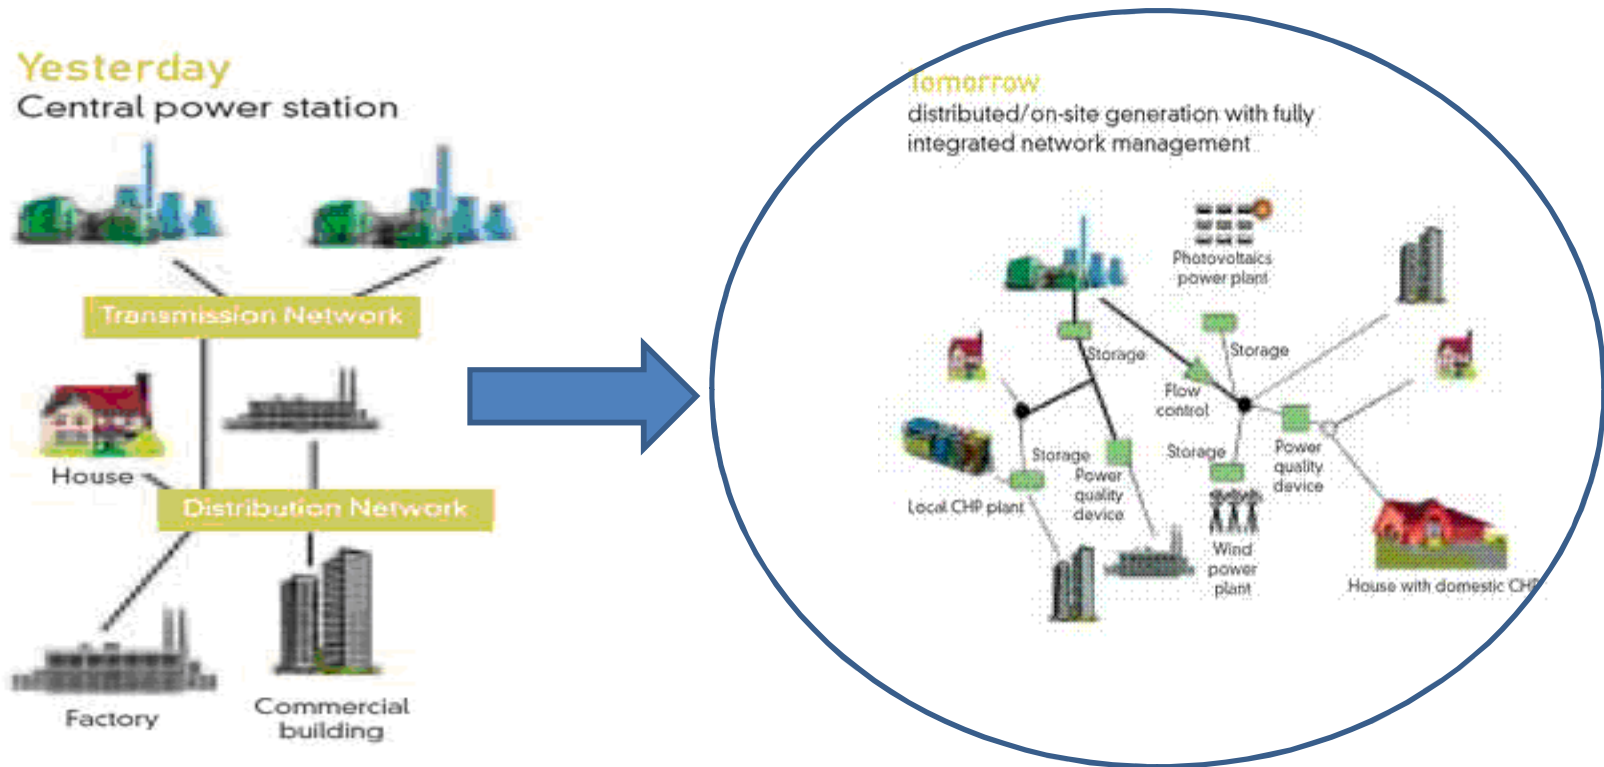 Yesterday
Central power station
Transmission Network
House
Distribution Network
Factory
Commercial
building
Tomorrow
distributed/on-site generation with fully
integrated network management
Photovoltaics
power plant
Storage
Storage
Flow
control
Storage
Power
quality
device
Local CHP plant
Storage
Power
quality
device
Wind
power
plant
House with domestic CHP